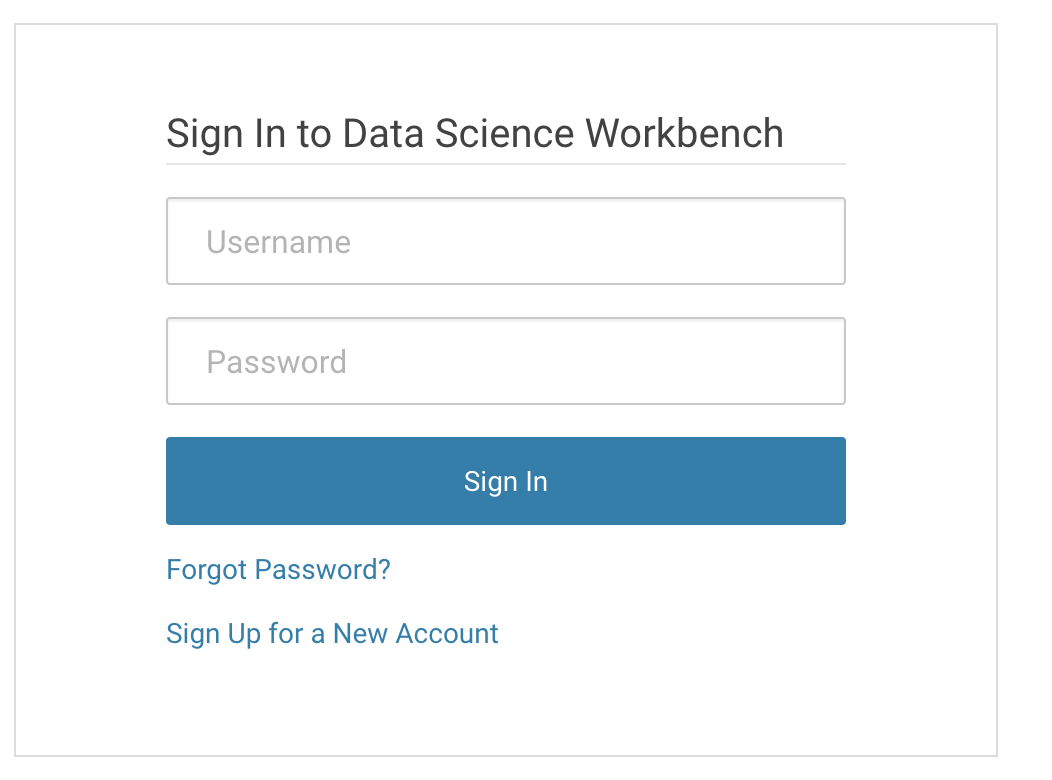 Sign In to Data Science Workbench
Username
Password
Sign In
Forgot Password?
Sign Up for a New Account